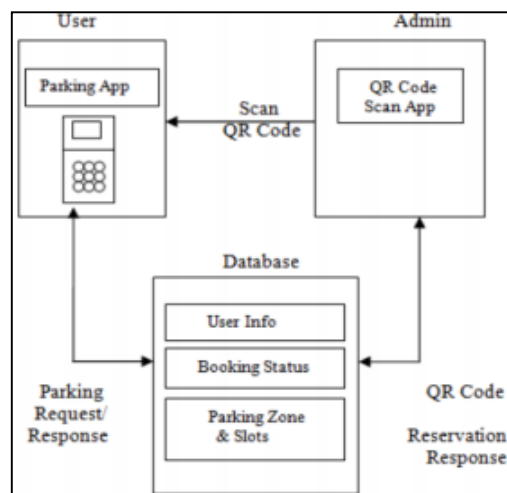 User
Admin
Parking App
QR Code
Scan App
Scan
QR Code
Database
User Info
Booking Status
Parking Zone
& Slots
Parking
Request/
Response
QR Code
Reservation
Response